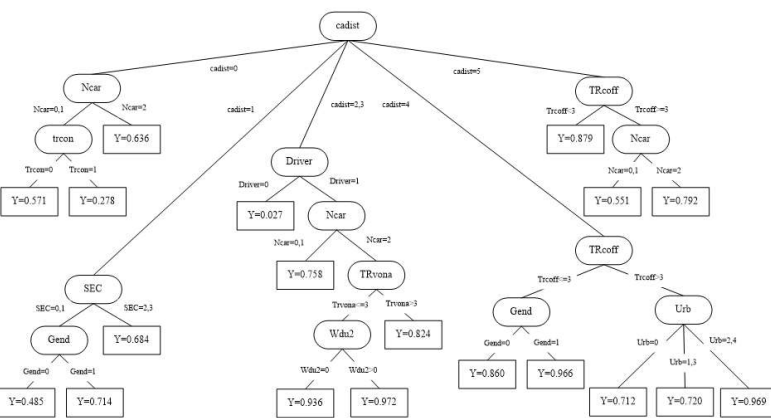 cadist
cadist=0
cadist=1
cadist=2,3
cadist=4
cadist=5
Ncar
Ncar=0,1
Ncar=2
trcon
Y=0.636
Trcon=0
Trcon=1
Y=0.571
Y=0.278
SEC
SEC=0,1
SEC=2,3
Gend
Y=0.684
Gend=0
Gend=1
Y=0.485
Y=0.714
Driver
Driver=0
Driver=1
Y=0.027
Ncar
Ncar=0,1
Ncar=2
Y=0.758
TRvona
Trvona<=3
Trvona>3
Wdu2
Y=0.824
Wdu2=0
Wdu2>0
Y=0.936
Y=0.972
TRcoff
Trcoff<=3
Trcoff>3
Gend
Gend=0
Gend=1
Y=0.860
Y=0.966
Urb
Urb=0
Urb=1,3
Urb=2,4
Y=0.712
Y=0.720
Y=0.969
TRcoff
Trcoff<3
Trcoff>=3
Y=0.879
Ncar
Ncar=0,1
Ncar=2
Y=0.551
Y=0.792